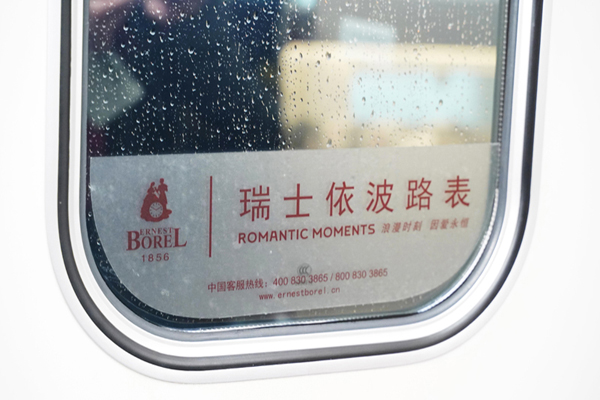 ERNEST
BOREL
1856
瑞士依波路表
ROMANTIC MOMENTS 浪漫时刻 因爱永恒
中国客服热线：400 830 3865 / 800 830 3865
www.ernestborel.cn